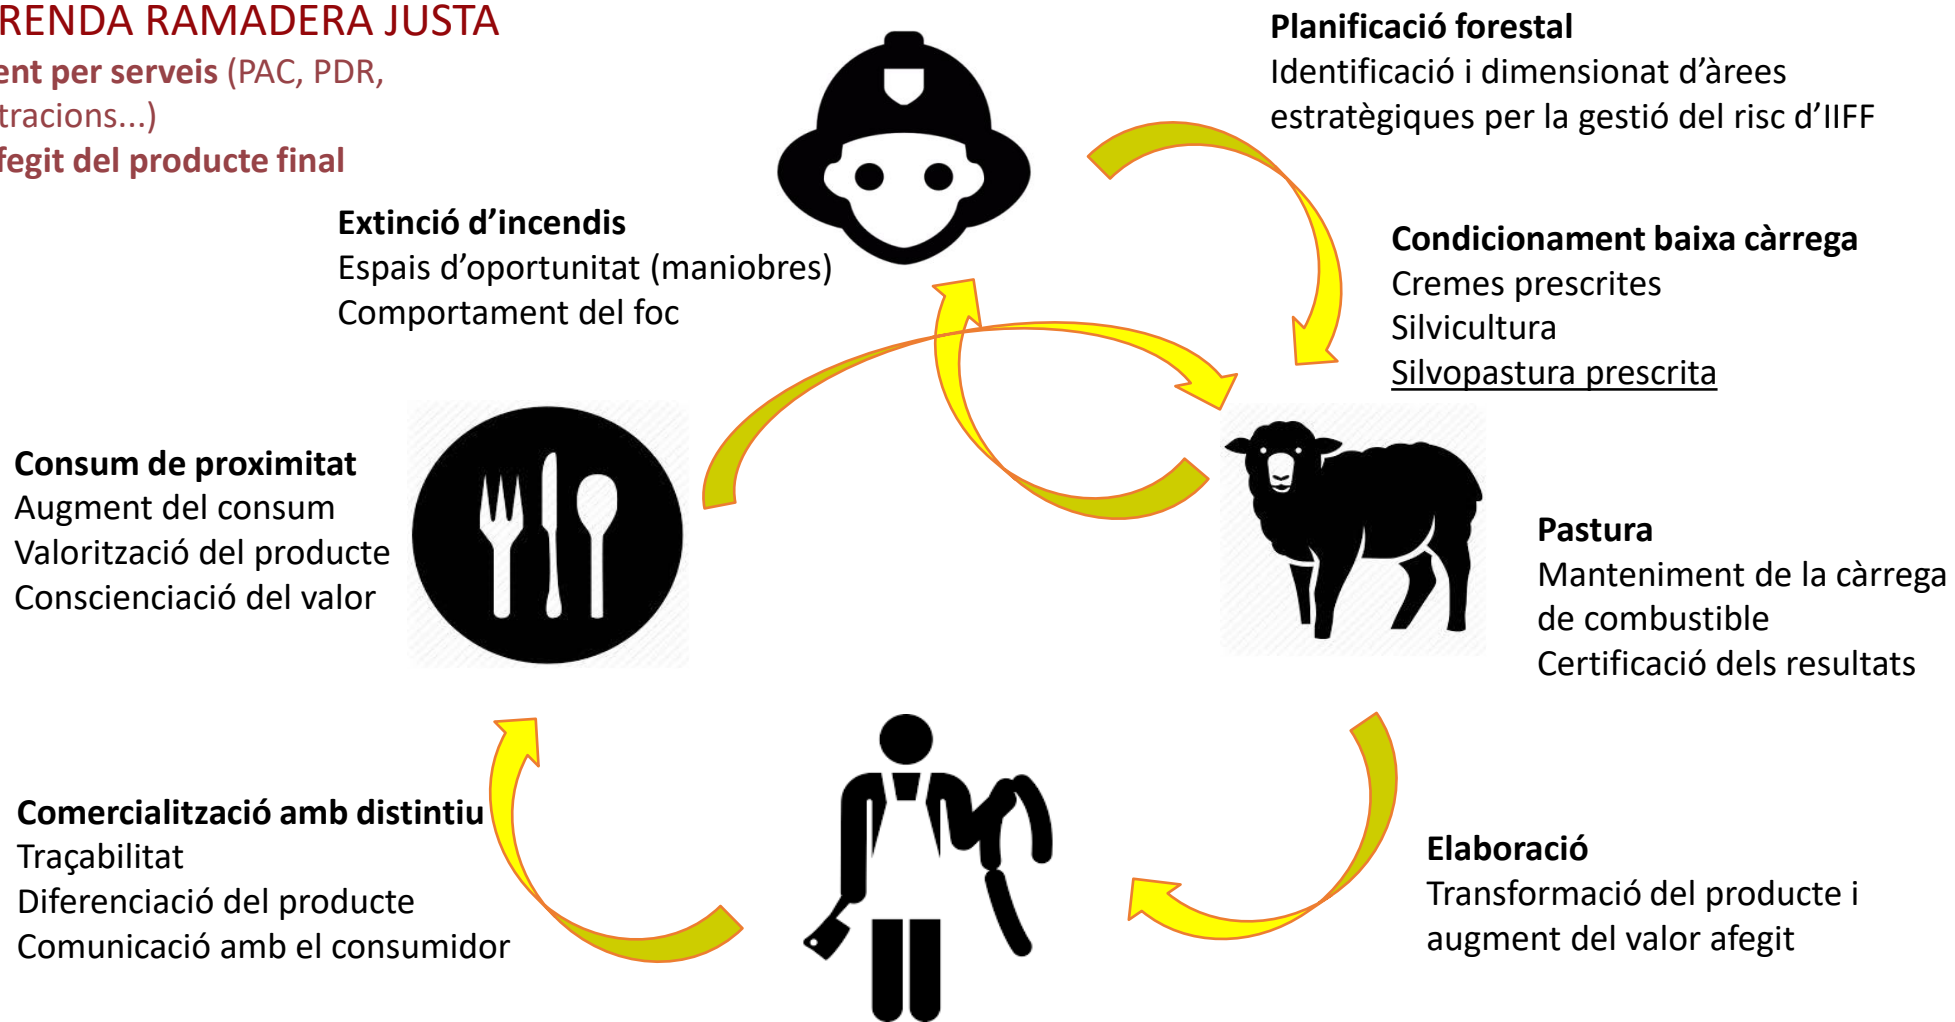 RENDA RAMADERA JUSTA
per serveis (PAC, PDR,
del producte final
Planificació forestal
Identificació i dimensionat d'àrees
estratègiques per la gestió del risc d'IIFF
Extinció d'incendis
Espais d'oportunitat (maniobres)
Comportament del foc
Condicionament baixa càrrega
Cremes prescrites
Silvicultura
Silvopastura prescrita
Consum de proximitat
Augment del consum
Valorització del producte
Conscienciació del valor
Pastura
Manteniment de la càrrega
de combustible
Certificació dels resultats
Comercialització amb distintiu
Traçabilitat
Diferenciació del producte
Comunicació amb el consumidor
Elaboració
Transformació del producte i
augment del valor afegit